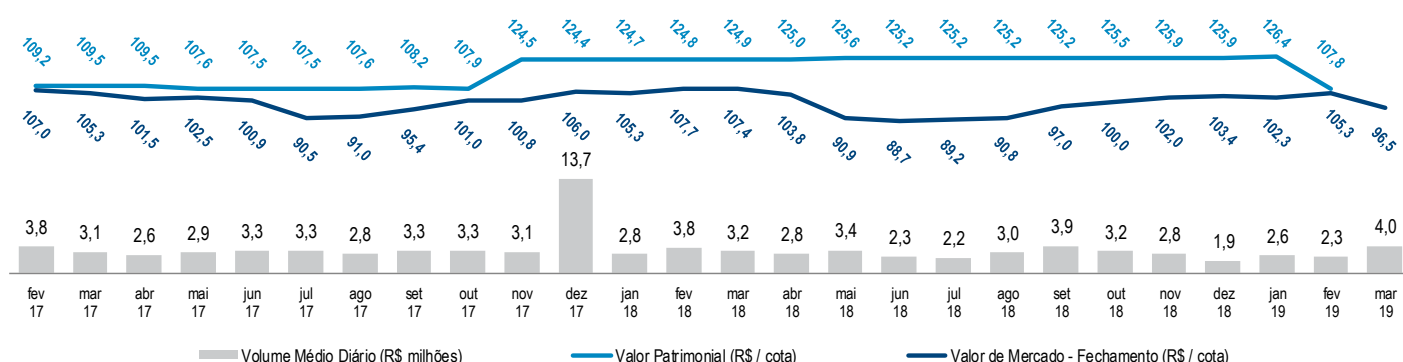 109,2 109,5 109,5 107,6 107,5 107,5 107,6 108,2 107,9 124,5 124,4 124,7 124,8 124,9 125,0 125,6 125,2 125,2 125,2 125,2 125,5 125,9 125,9 126,4 107,8
107,0 105,3 101,5 102,5 100,9 90,5 91,0 95,4 101,0 100,8 106,0 105,3 107,7 107,4 103,8 90,9 88,7 89,2 90,8 97,0 100,0 102,0 103,4 102,3 105,3 96,5
3,8 3,1 2,6 2,9 3,3 3,3 2,8 3,3 3,3 3,1 13,7 2,8 3,8 3,2 2,8 3,4 2,3 2,2 3,0 3,9 3,2 2,8 1,9 2,6 2,3 4,0
fev mar abr mai jun jul ago set out nov dez jan fev mar abr mai jun jul ago set out nov dez jan fev mar
17 17 17 17 17 17 17 17 17 17 17 18 18 18 18 18 18 18 18 18 18 18 18 19 19 19
Volume Médio Diário (R$ milhões) Valor Patrimonial (R$ / cota) Valor de Mercado - Fechamento (R$ / cota)